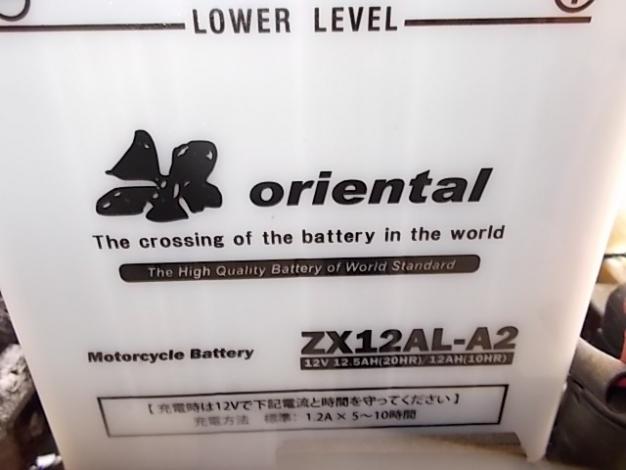 LOWER LEVEL
oriental
The crossing of the battery in the world
The High Quality Battery of World Standard
Motorcycle Battery
ZX12AL-A2
12V 12.5AH(20HR)/12AH(10HR)
【充電時は12Vで下記電流と時間を守ってください】
充電方法 標準: 1.2A × 5〜10時間